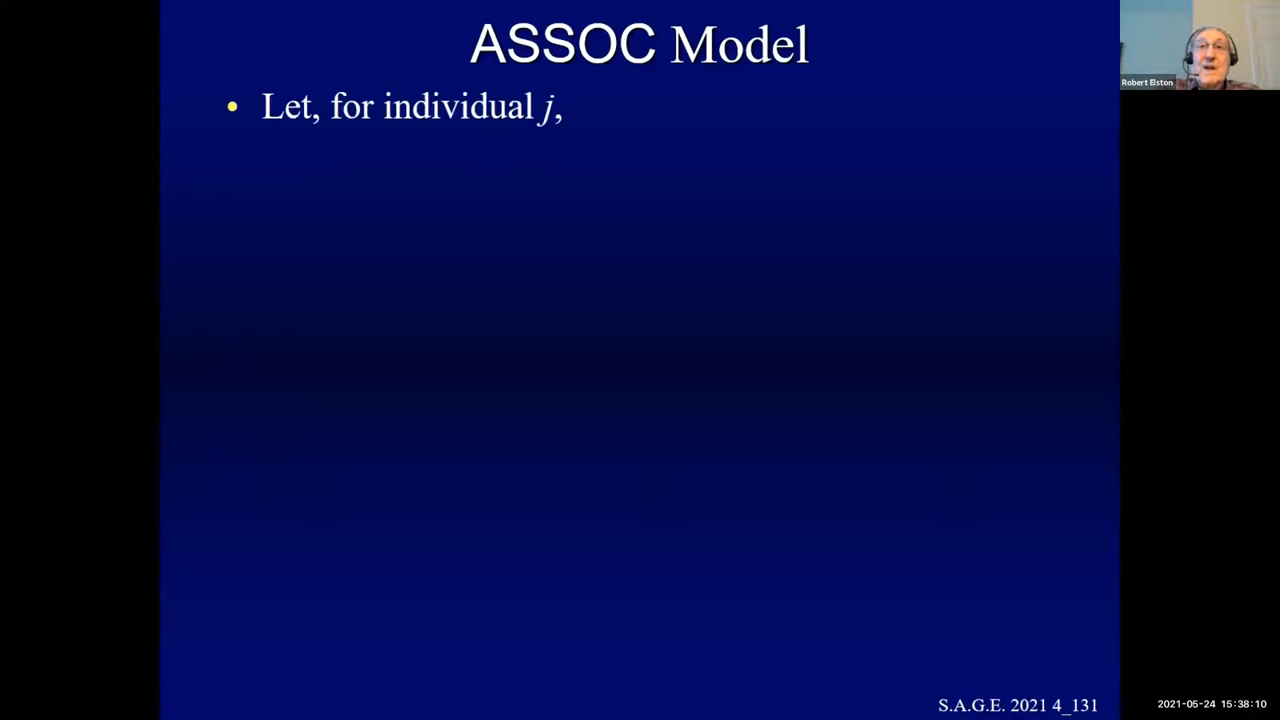 ASSOC Model
Robert Elston
• Let, for individual j,
S.A.G.E. 2021 4_131
2021-05-24 15:38:10